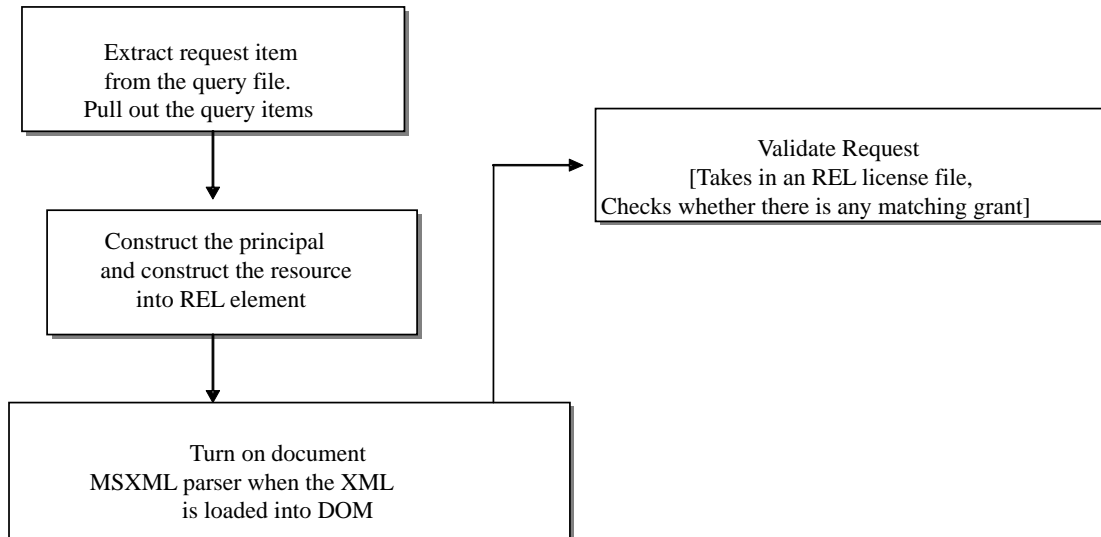 Extract request item
from the query file.
Pull out the query items
Construct the principal
and construct the resource
into REL element
Turn on document
MSXML parser when the XML
is loaded into DOM
Validate Request
[Takes in an REL license file,
Checks whether there is any matching grant]